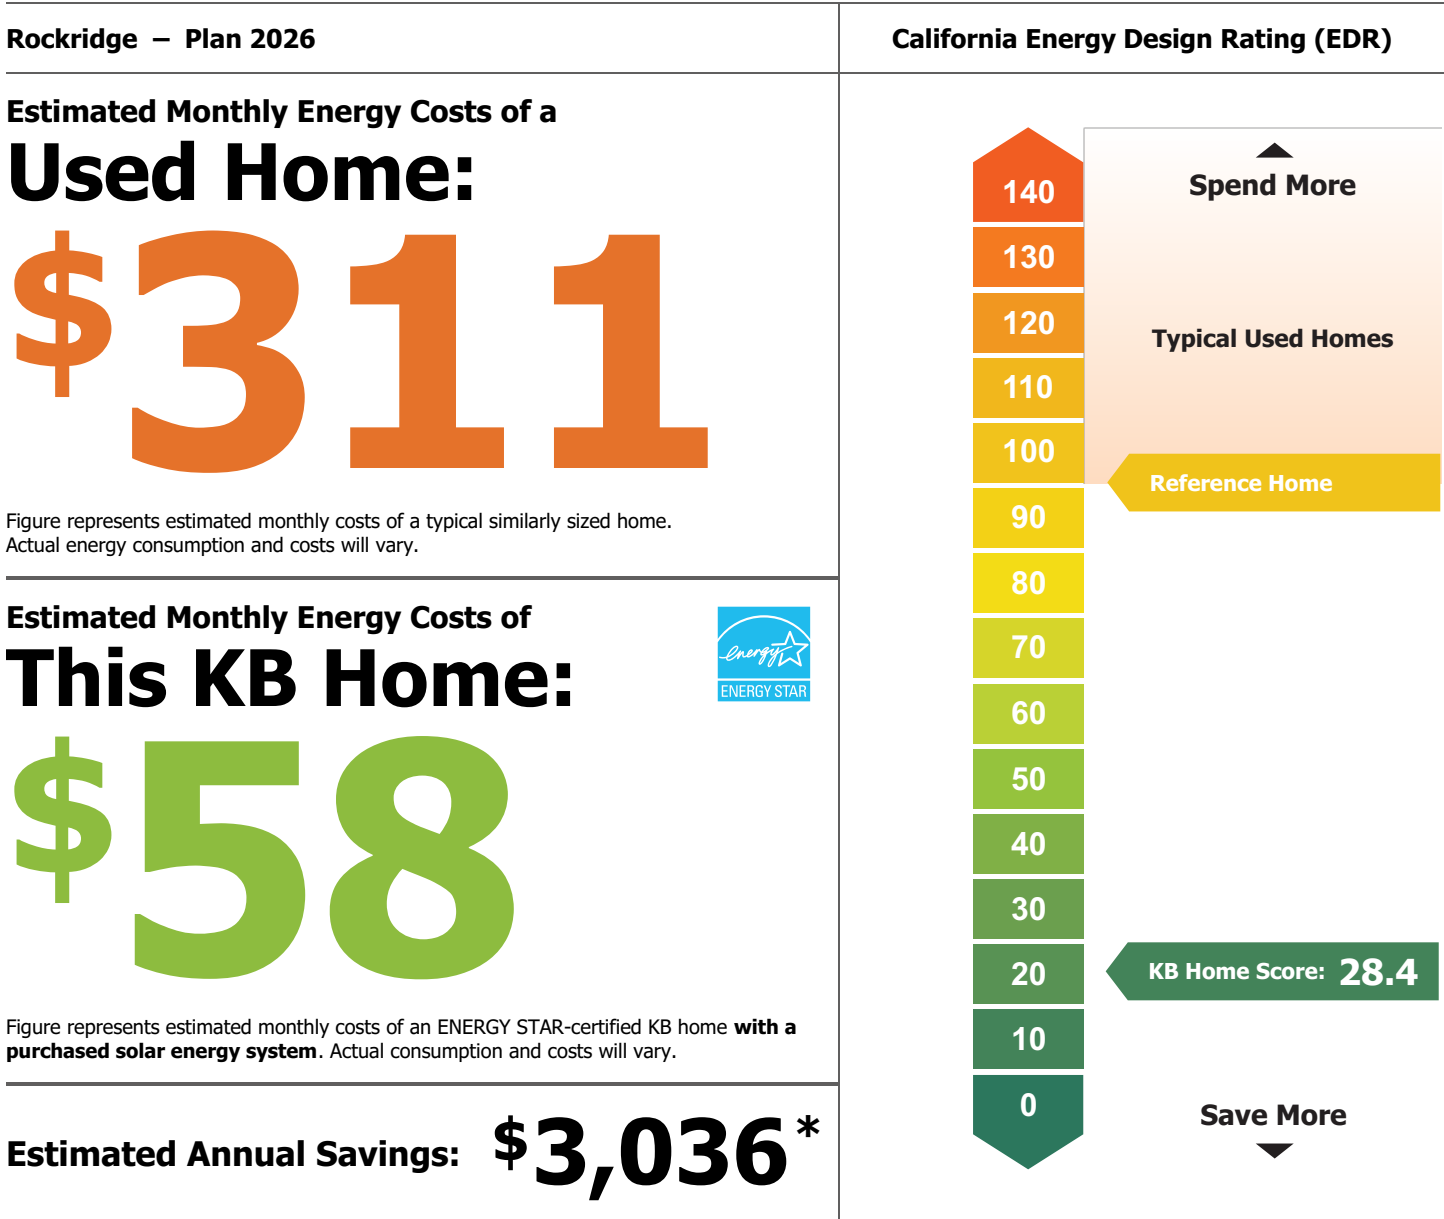 Rockridge – Plan 2026
Estimated Monthly Energy Costs of a
Used Home:
$311
Figure represents estimated monthly costs of a typical similarly sized home.
Actual energy consumption and costs will vary.
Estimated Monthly Energy Costs of
This KB Home:
energy
ENERGY STAR
$58
Figure represents estimated monthly costs of an ENERGY STAR-certified KB home with a
purchased solar energy system. Actual consumption and costs will vary.
Estimated Annual Savings: $3,036*
California Energy Design Rating (EDR)
140
Spend More
130
120
Typical Used Homes
110
100
Reference Home
90
80
70
60
50
40
30
20
KB Home Score: 28.4
10
0
Save More